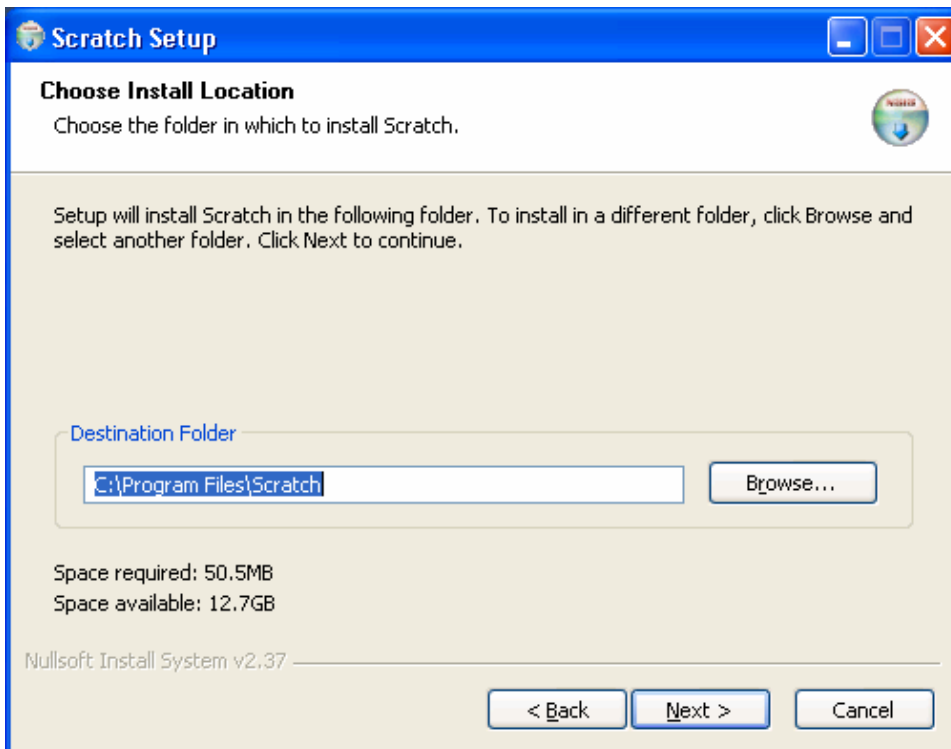 Scratch Setup
Choose Install Location
Choose the folder in which to install Scratch.
Setup will install Scratch in the following folder. To install in a different folder, click Browse and
select another folder. Click Next to continue.
Destination Folder
C:\Program Files\Scratch
Browse...
Space required: 50.5MB
Space available: 12.7GB
Nullsoft Install System v2.37
< Back
Next >
Cancel